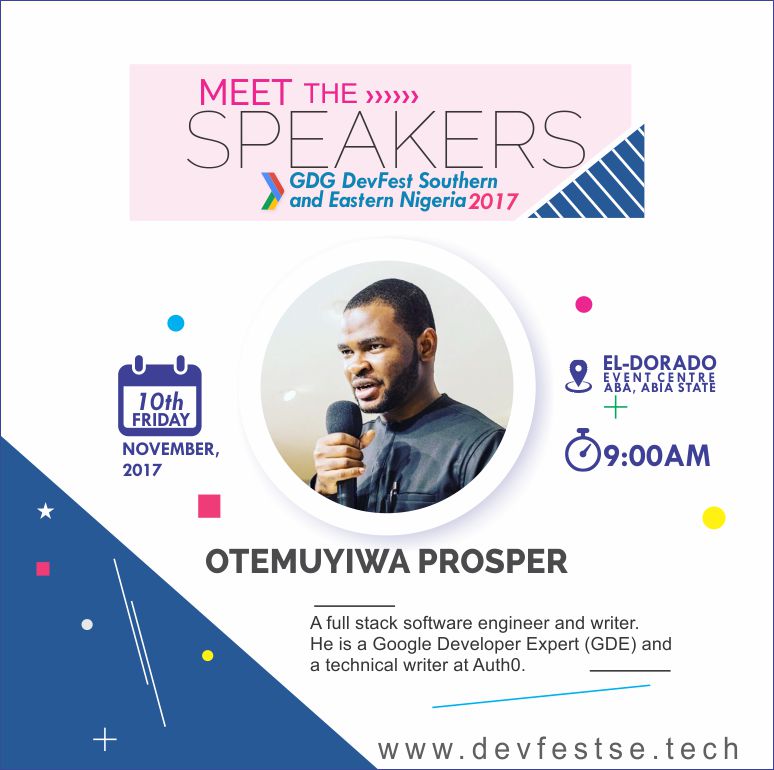 MEET THE ››››››
SPEAKERS
GDG DevFest Southern
and Eastern Nigeria 2017
10th
FRIDAY
NOVEMBER,
2017
EL-DORADO
EVENT CENTRE
ABA, ABIA STATE
9:00AM
OTEMUYIWA PROSPER
A full stack software engineer and writer.
He is a Google Developer Expert (GDE) and
a technical writer at Auth0.
www.devfestse.tech